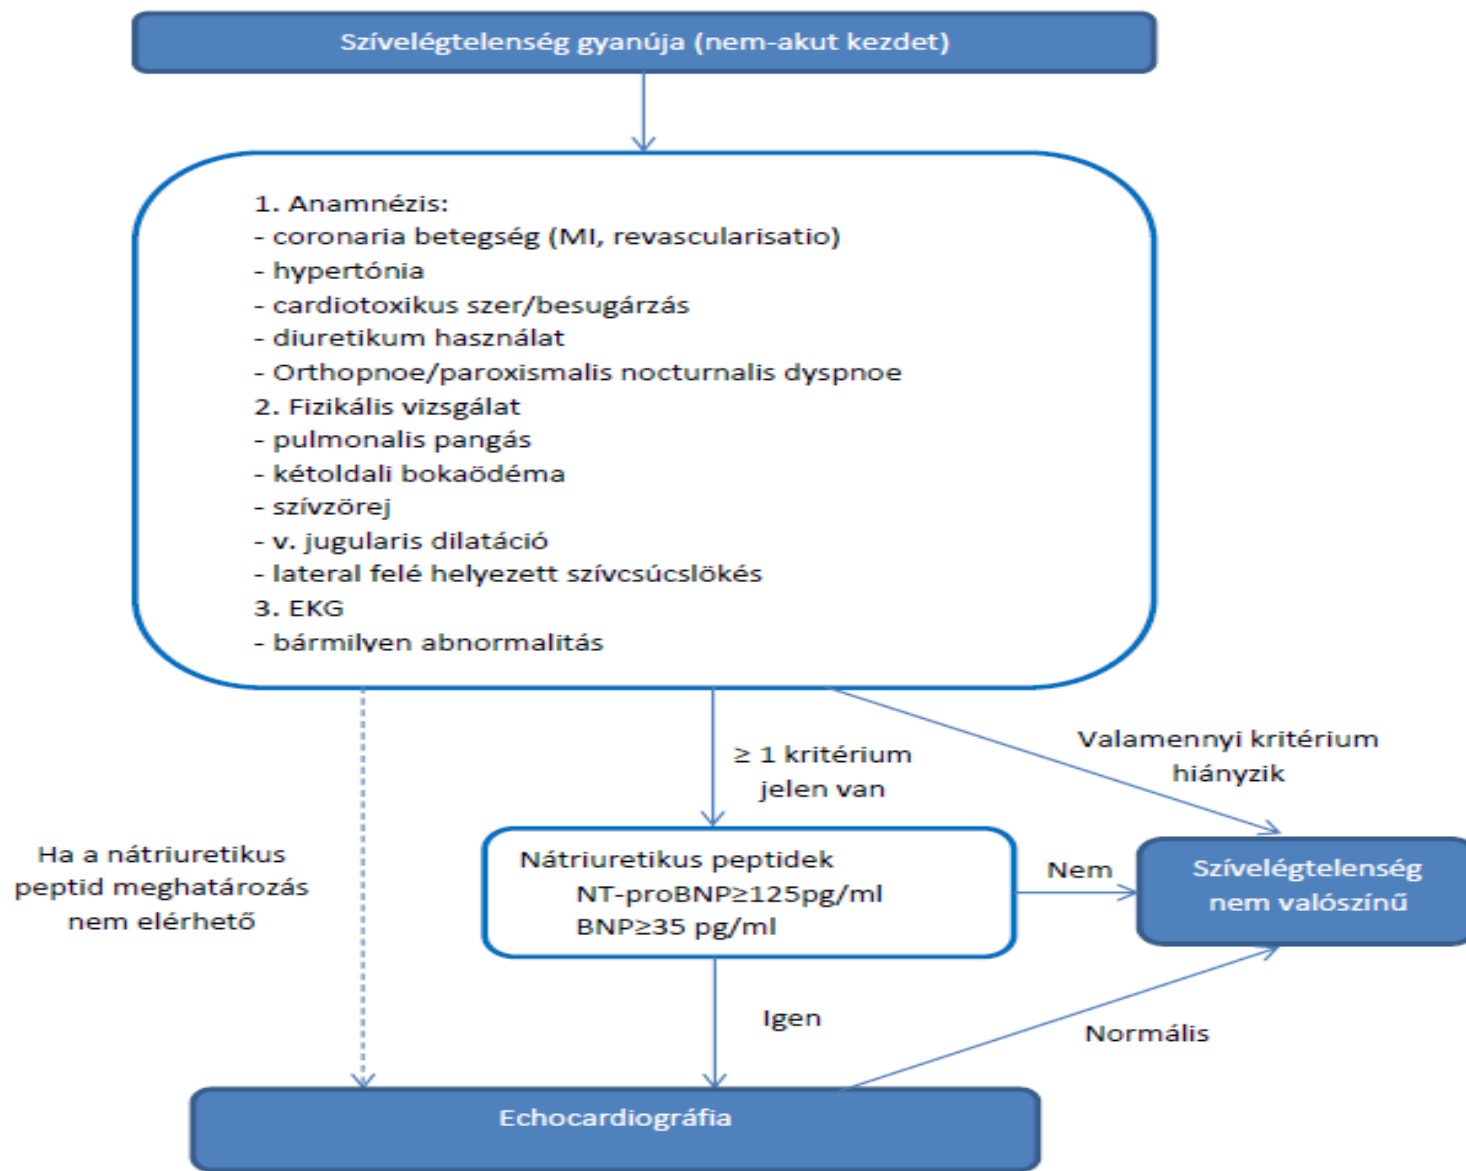 Szívelégtelenség gyanúja (nem-akut kezdet)
1. Anamnézis:
- coronaria betegség (MI, revascularisatio)
- hypertónia
- cardiotoxikus szer/besugárzás
- diuretikum használat
- Orthopnoe/paroxismalis nocturnalis dyspnoe
2. Fizikális vizsgálat
- pulmonalis pangás
- kétoldali bokaödéma
- szívzörej
- v. jugularis dilatáció
- lateral felé helyezett szívcsúcslökés
3. EKG
- bármilyen abnormalitás
≥ 1 kritérium
jelen van
Valamennyi kritérium
hiányzik
Ha a nátriuretikus
peptid meghatározás
nem elérhető
Nátriuretikus peptidek
NT-proBNP≥125pg/ml
BNP≥35 pg/ml
Nem
Szívelégtelenség
nem valószínű
Igen
Normális
Echocardiográfia